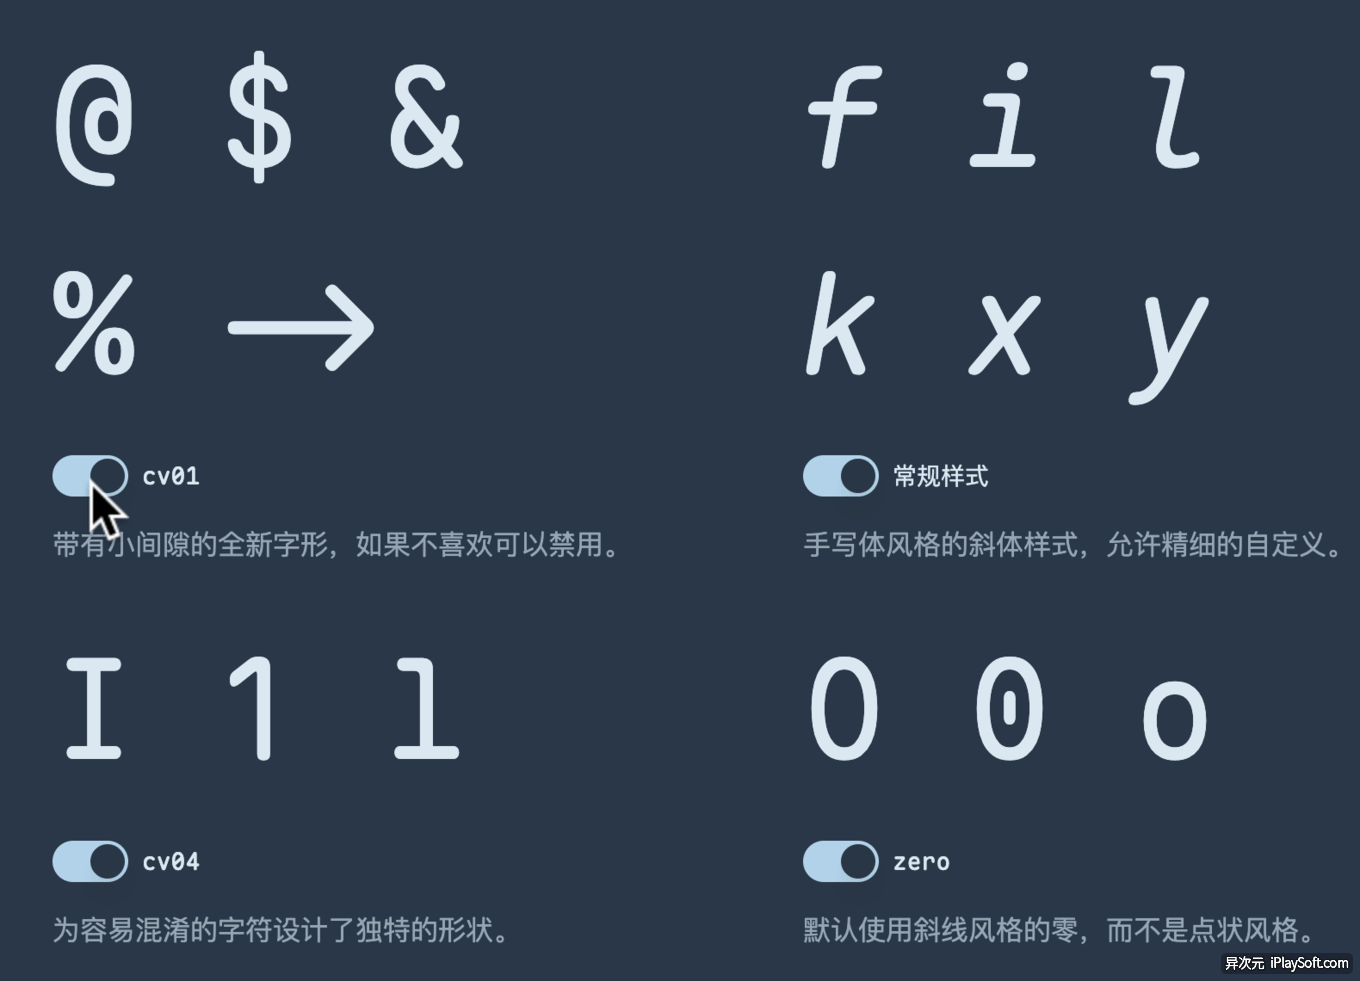 @ $ &
% →
cv01
带有小间隙的全新字形，如果不喜欢可以禁用。
f i l
k x y
常规样式
手写体风格的斜体样式，允许精细的自定义。
I 1 l
cv04
为容易混淆的字符设计了独特的形状。
O 0 o
zero
默认使用斜线风格的零，而不是点状风格。
异次元 iPlaySoft.com